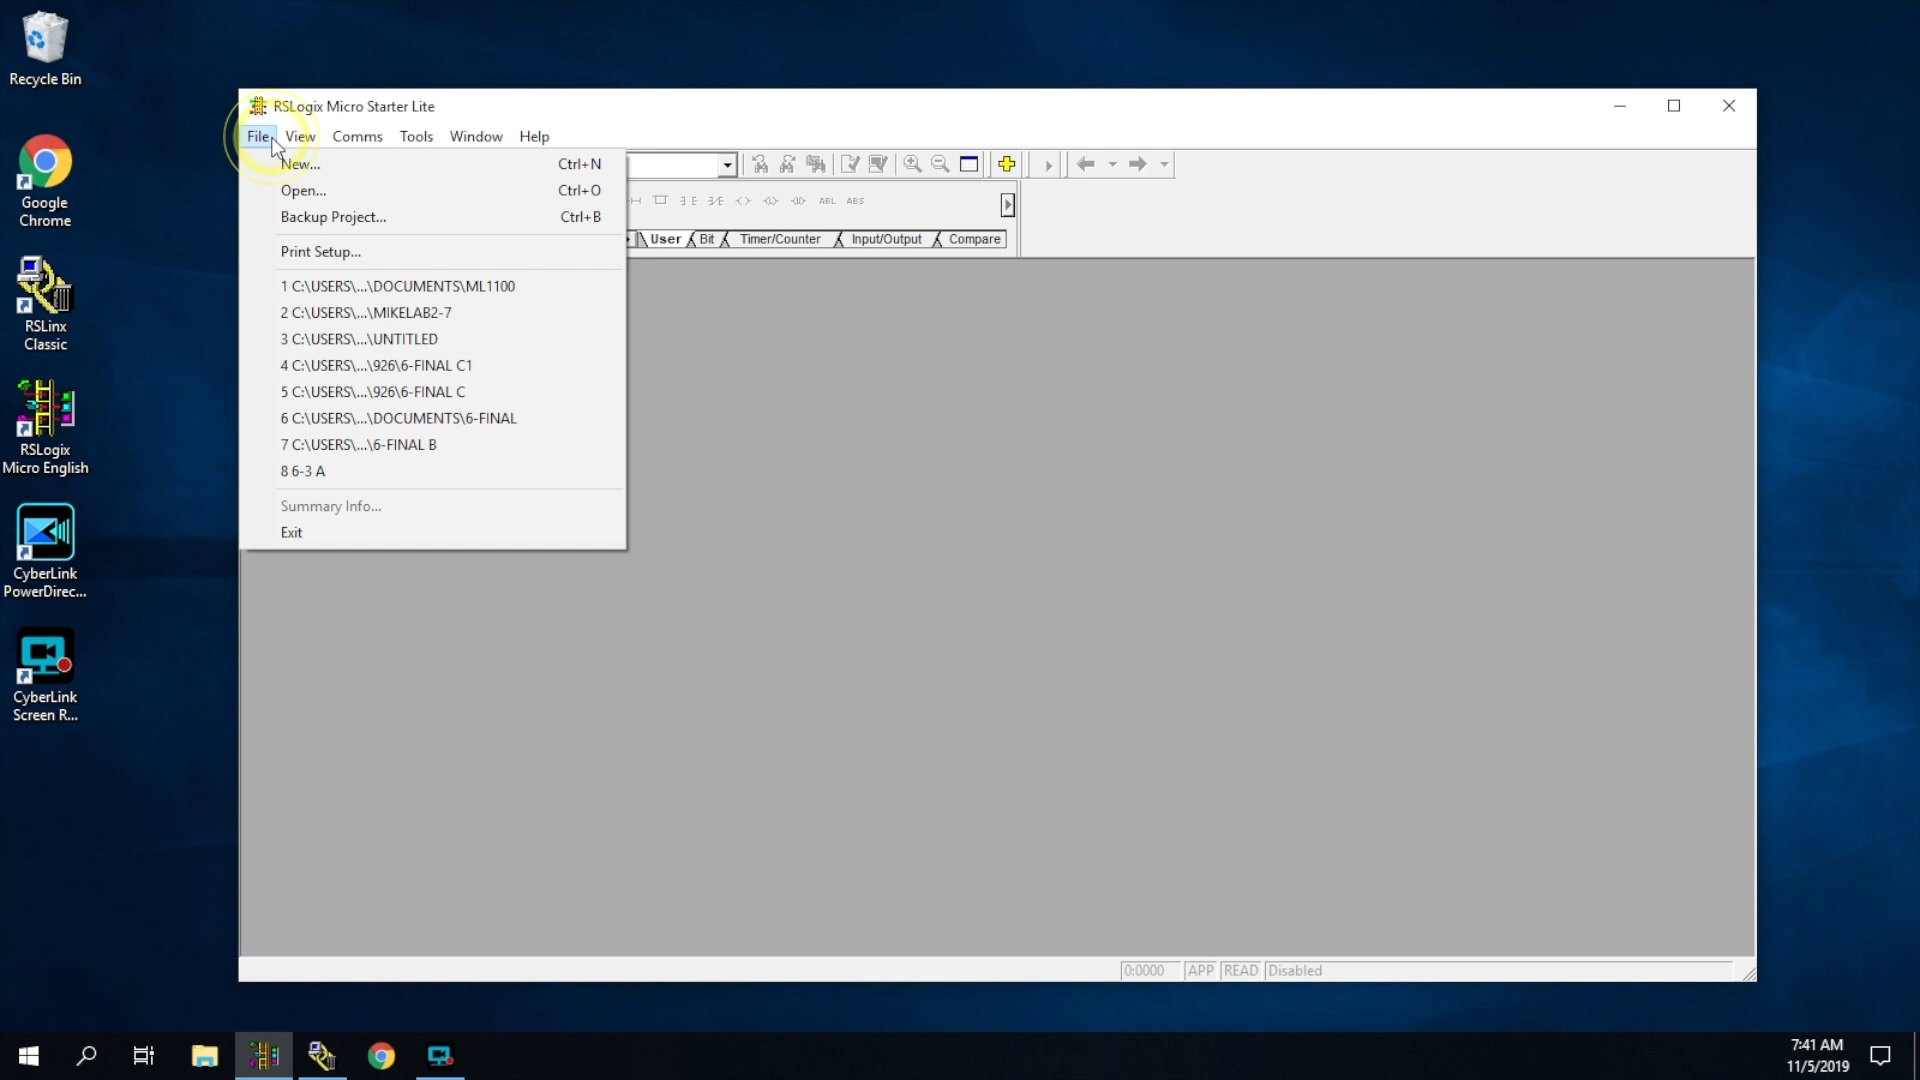 Recycle Bin
Google
Chrome
RSLinx
Classic
RSLogix
Micro English
CyberLink
PowerDirec...
CyberLink
Screen R...
RSLogix Micro Starter Lite
File View Comms Tools Window Help
New... Ctrl+N
Open... Ctrl+O
Backup Project... Ctrl+B
Print Setup...
1 C:\USERS\...\DOCUMENTS\ML1100
2 C:\USERS\...\MIKELAB2-7
3 C:\USERS\...\UNTITLED
4 C:\USERS\...\926\6-FINAL C1
5 C:\USERS\...\926\6-FINAL C
6 C:\USERS\...\DOCUMENTS\6-FINAL
7 C:\USERS\...\6-FINAL B
8 6-3 A
Summary Info...
Exit
ABL ABS
User Bit Timer/Counter Input/Output Compare
0:0000 APP READ Disabled
7:41 AM
11/5/2019